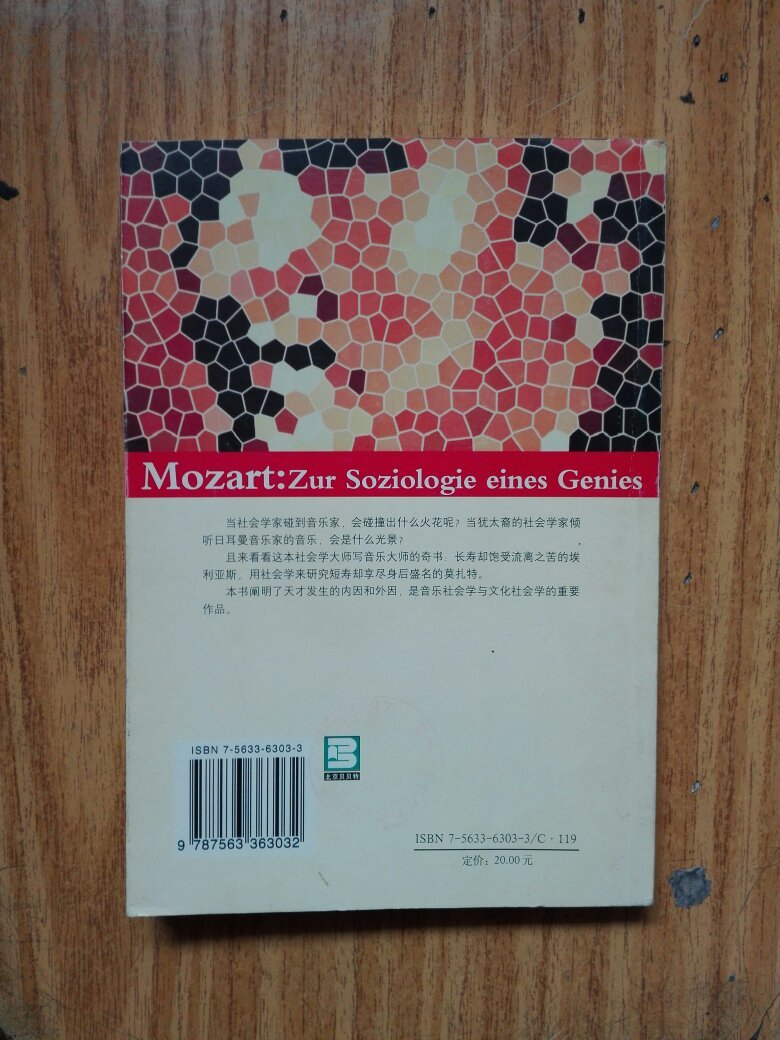 Mozart:Zur Soziologie eines Genies
当社会学家碰到音乐家，会碰撞出什么火花呢？当犹太裔的社会学家倾
听日耳曼音乐家的音乐，会是什么光景？
且来看看这本社会学大师写音乐大师的奇书，长寿却饱受流离之苦的埃
利亚斯，用社会学来研究短寿却享尽身后盛名的莫扎特。
本书阐明了天才发生的内因和外因，是音乐社会学与文化社会学的重要
作品。
ISBN 7-5633-6303-3
9 787563 363032
北京贝贝特
ISBN 7-5633-6303-3/C · 119
定价：20.00 元